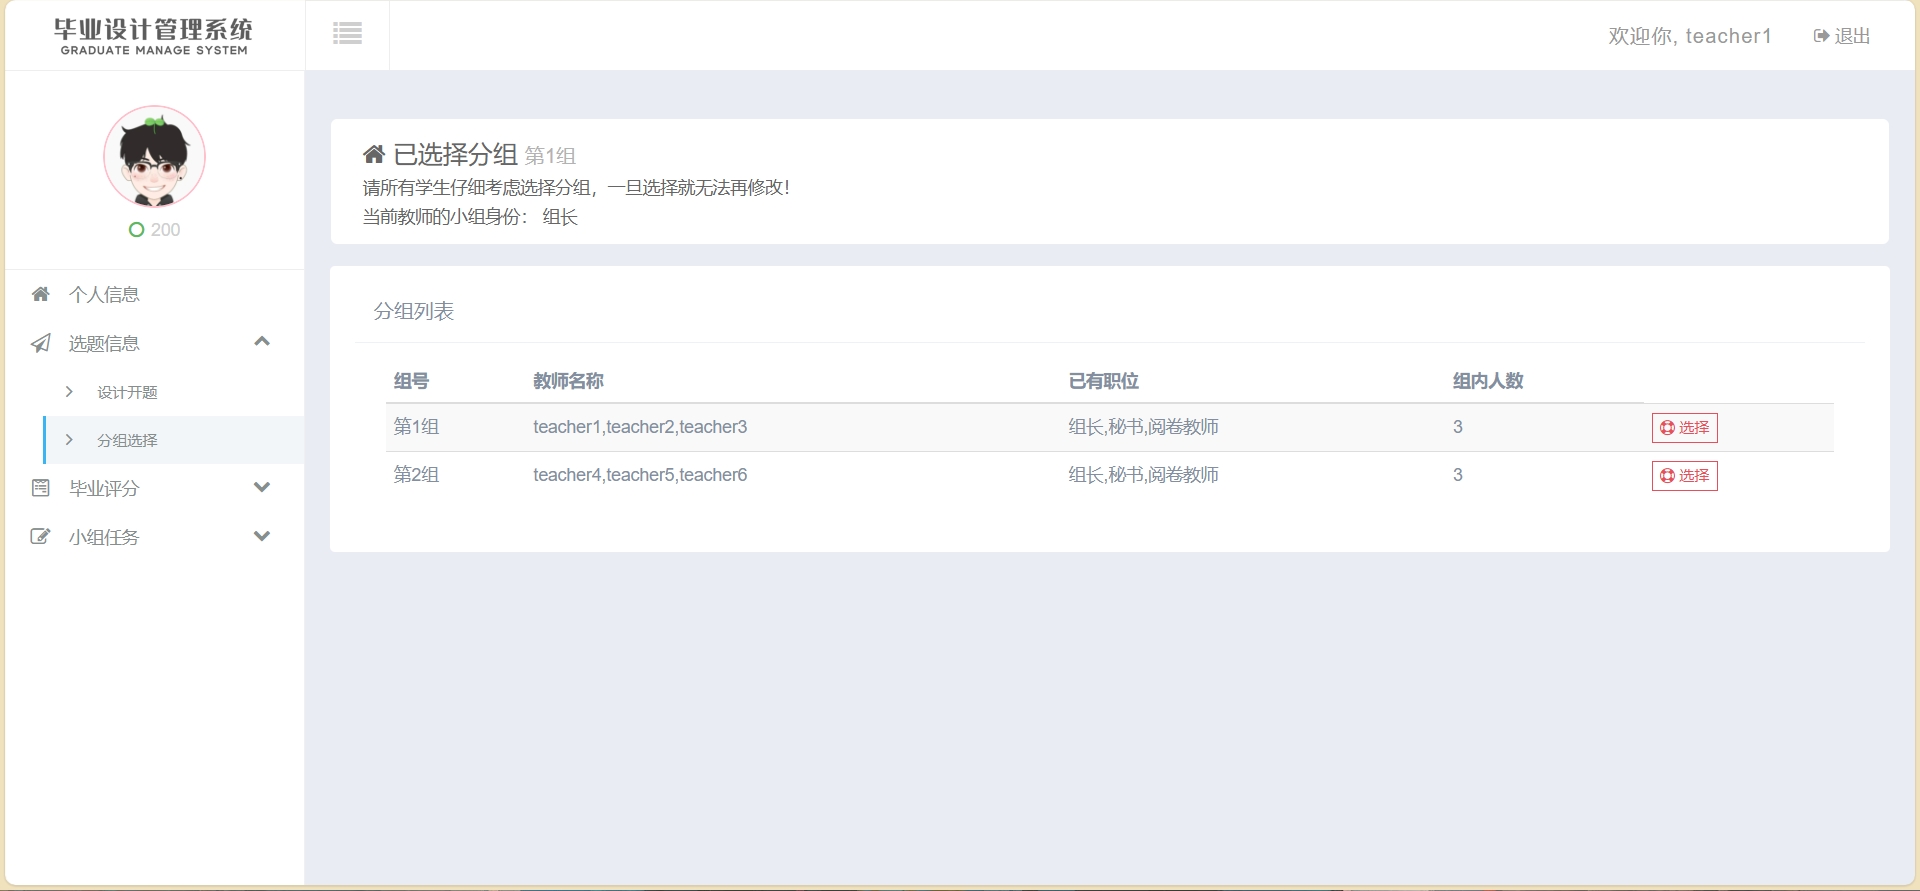 毕业设计管理系统
GRADUATE MANAGE SYSTEM
欢迎你, teacher1
退出
200
个人信息
选题信息
设计开题
分组选择
毕业评分
小组任务
已选择分组 第1组
请所有学生仔细考虑选择分组，一旦选择就无法再修改！
当前教师的小组身份： 组长
分组列表
组号 教师名称 已有职位 组内人数
第1组 teacher1,teacher2,teacher3 组长,秘书,阅卷教师 3 选择
第2组 teacher4,teacher5,teacher6 组长,秘书,阅卷教师 3 选择